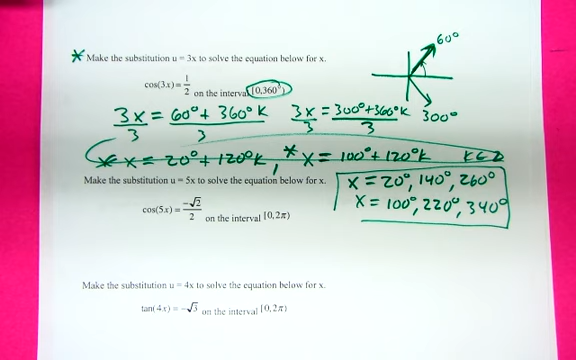 60°
* Make the substitution u = 3x to solve the equation below for x.
cos(3x) = 1/2 on the interval [0,360°)
3x = 60° + 360°K 3x = 300° + 360°K 300°
3 3 3 3
* x = 20° + 120°K, * x = 100° + 120°K K ∈ Z
Make the substitution u = 5x to solve the equation below for x.
x = 20°, 140°, 260°
cos(5x) = -√2/2 on the interval [0,2π)
x = 100°, 220°, 340°
Make the substitution u = 4x to solve the equation below for x.
tan(4x) = -√3 on the interval [0,2π)